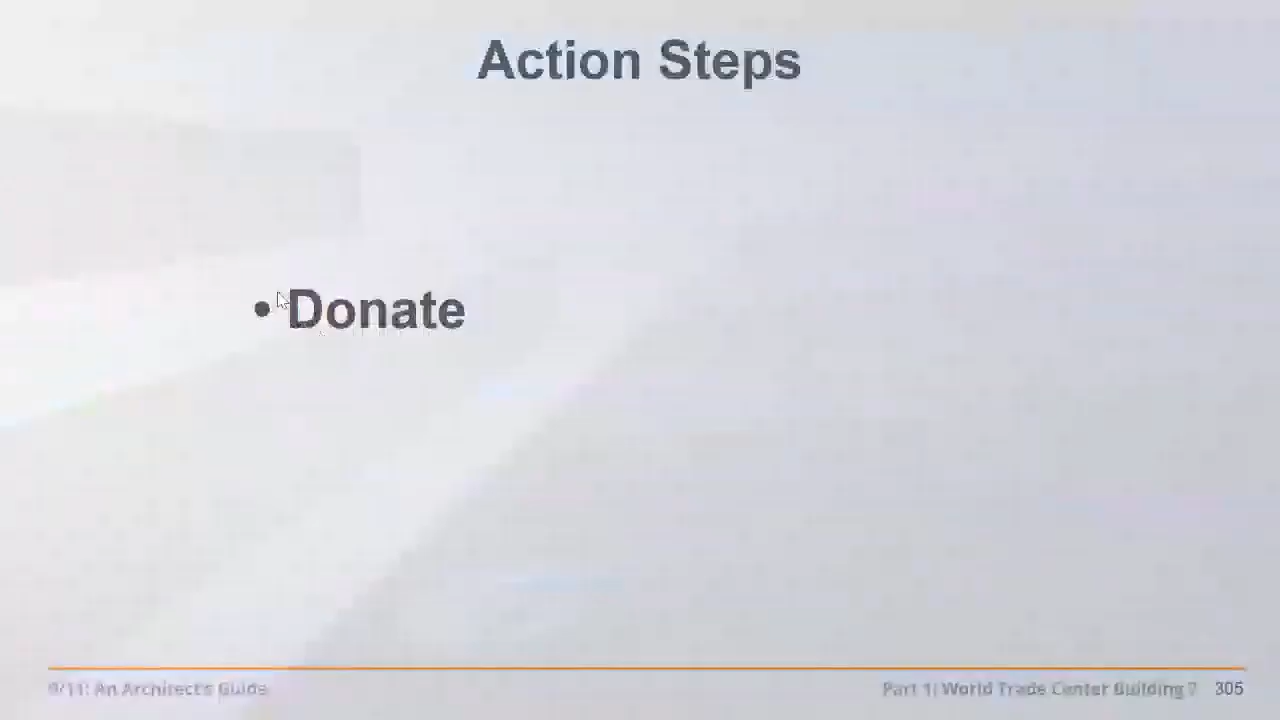 Action Steps
• Donate
9/11: An Architect's Guide
Part 1: World Trade Center Building 7 305